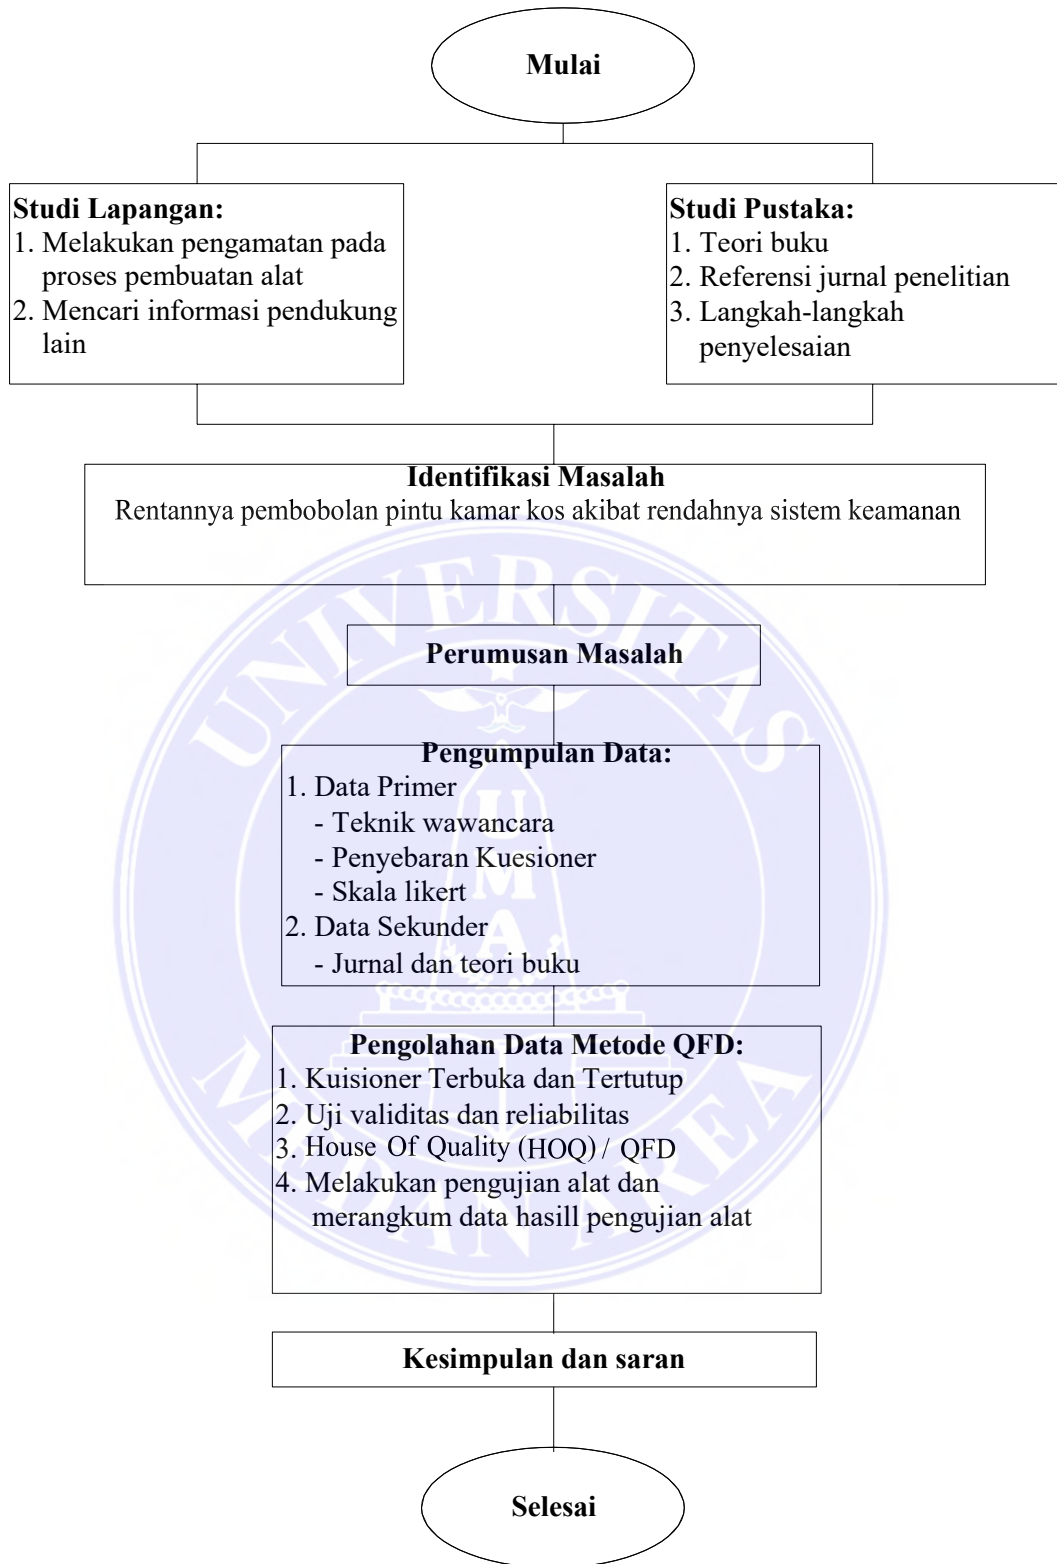 Mulai
Studi Lapangan:
1. Melakukan pengamatan pada
proses pembuatan alat
2. Mencari informasi pendukung
lain
Studi Pustaka:
1. Teori buku
2. Referensi jurnal penelitian
3. Langkah-langkah
penyelesaian
Identifikasi Masalah
Rentannya pembobolan pintu kamar kos akibat rendahnya sistem keamanan
Perumusan Masalah
Pengumpulan Data:
1. Data Primer
- Teknik wawancara
- Penyebaran Kuesioner
- Skala likert
2. Data Sekunder
- Jurnal dan teori buku
Pengolahan Data Metode QFD:
1. Kuisioner Terbuka dan Tertutup
2. Uji validitas dan reliabilitas
3. House Of Quality (HOQ) / QFD
4. Melakukan pengujian alat dan
merangkum data hasill pengujian alat
Kesimpulan dan saran
Selesai
UNIVERSITAS
UMA
MEDAN AREA